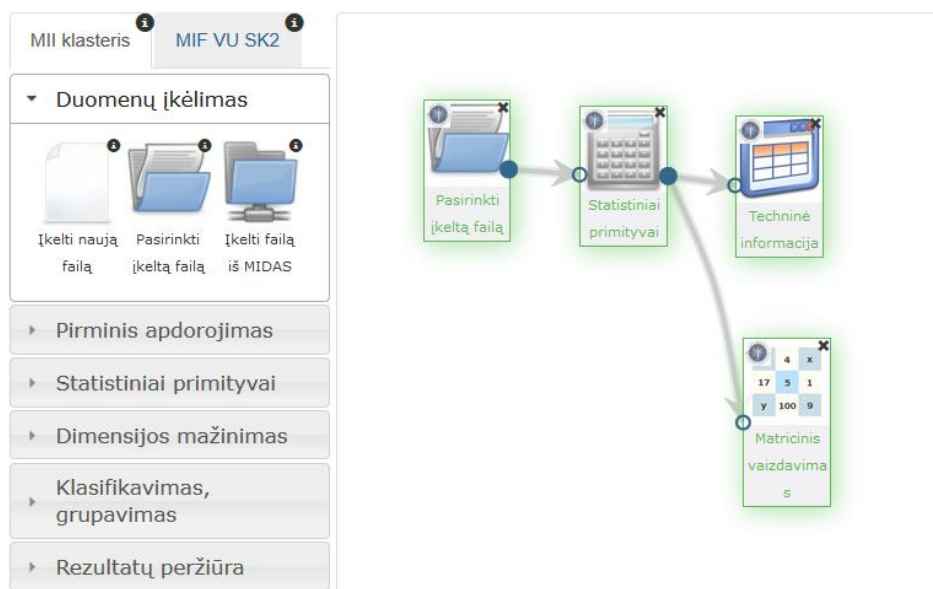 MII klasteris
MIF VU SK2
Duomenų įkėlimas
Įkelti naują
failą
Pasirinkti
įkeltą failą
Įkelti failą
iš MIDAS
Pirminis apdorojimas
Statistiniai primityvai
Dimensijos mažinimas
Klasifikavimas,
grupavimas
Rezultatų peržiūra
Pasirinkti
įkeltą failą
Statistiniai
primityvai
Techninė
informacija
4 x
17 5 1
y 100 9
Matricinis
vaizdavima
s